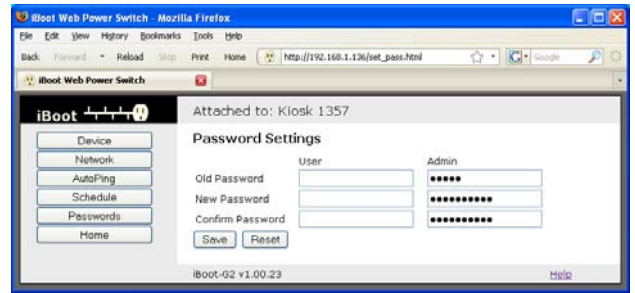 iBoot Web Power Switch - Mozilla Firefox
File Edit View History Bookmarks Tools Help
Back Forward Reload Stop Print Home http://192.168.1.136/set_pass.html Google
iBoot Web Power Switch
iBoot
Attached to: Kiosk 1357
Device
Network
AutoPing
Schedule
Passwords
Home
Password Settings
User Admin
Old Password •••••
New Password ••••••••••
Confirm Password ••••••••••
Save Reset
iBoot-G2 v1.00.23 Help